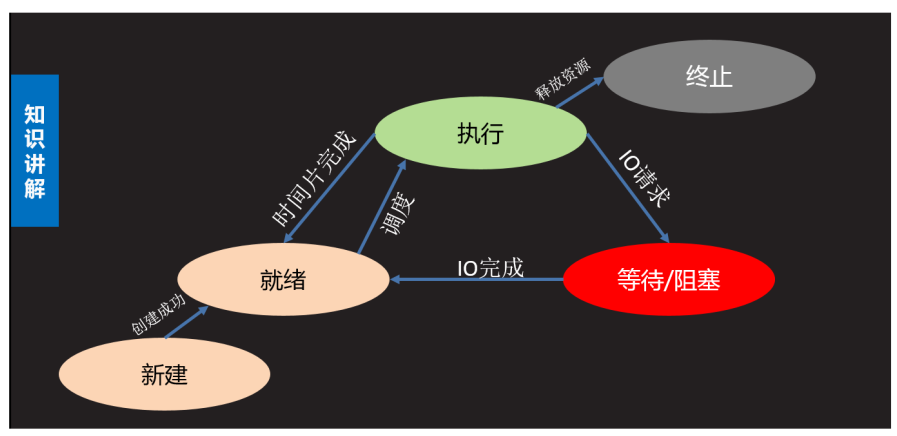 知识讲解
释放资源
终止
执行
时间片完成
IO请求
调度
就绪
IO完成
等待/阻塞
创建成功
新建